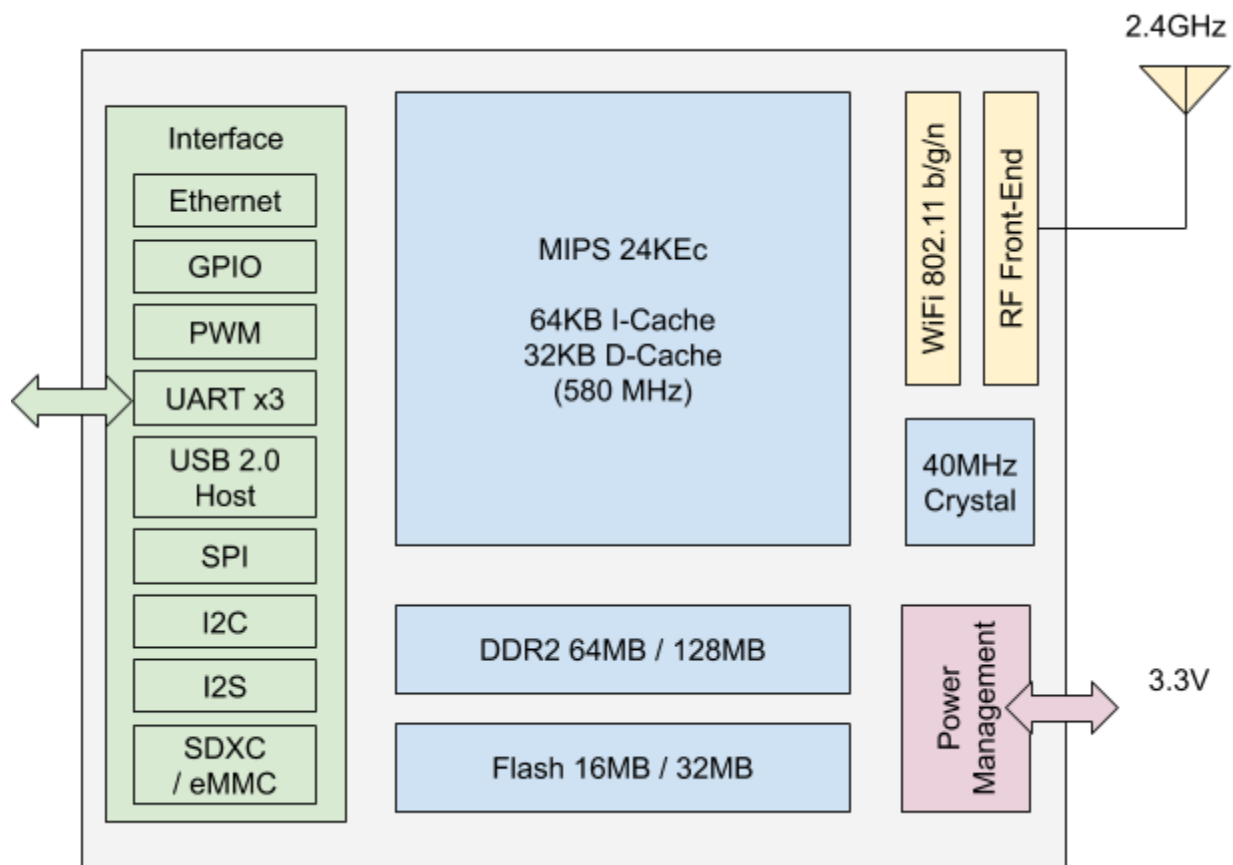 2.4GHz
Interface
Ethernet
GPIO
PWM
UART x3
USB 2.0
Host
SPI
I2C
I2S
SDXC
/ eMMC
MIPS 24KEc
64KB I-Cache
32KB D-Cache
(580 MHz)
DDR2 64MB / 128MB
Flash 16MB / 32MB
WiFi 802.11 b/g/n
RF Front-End
40MHz
Crystal
Power
Management
3.3V